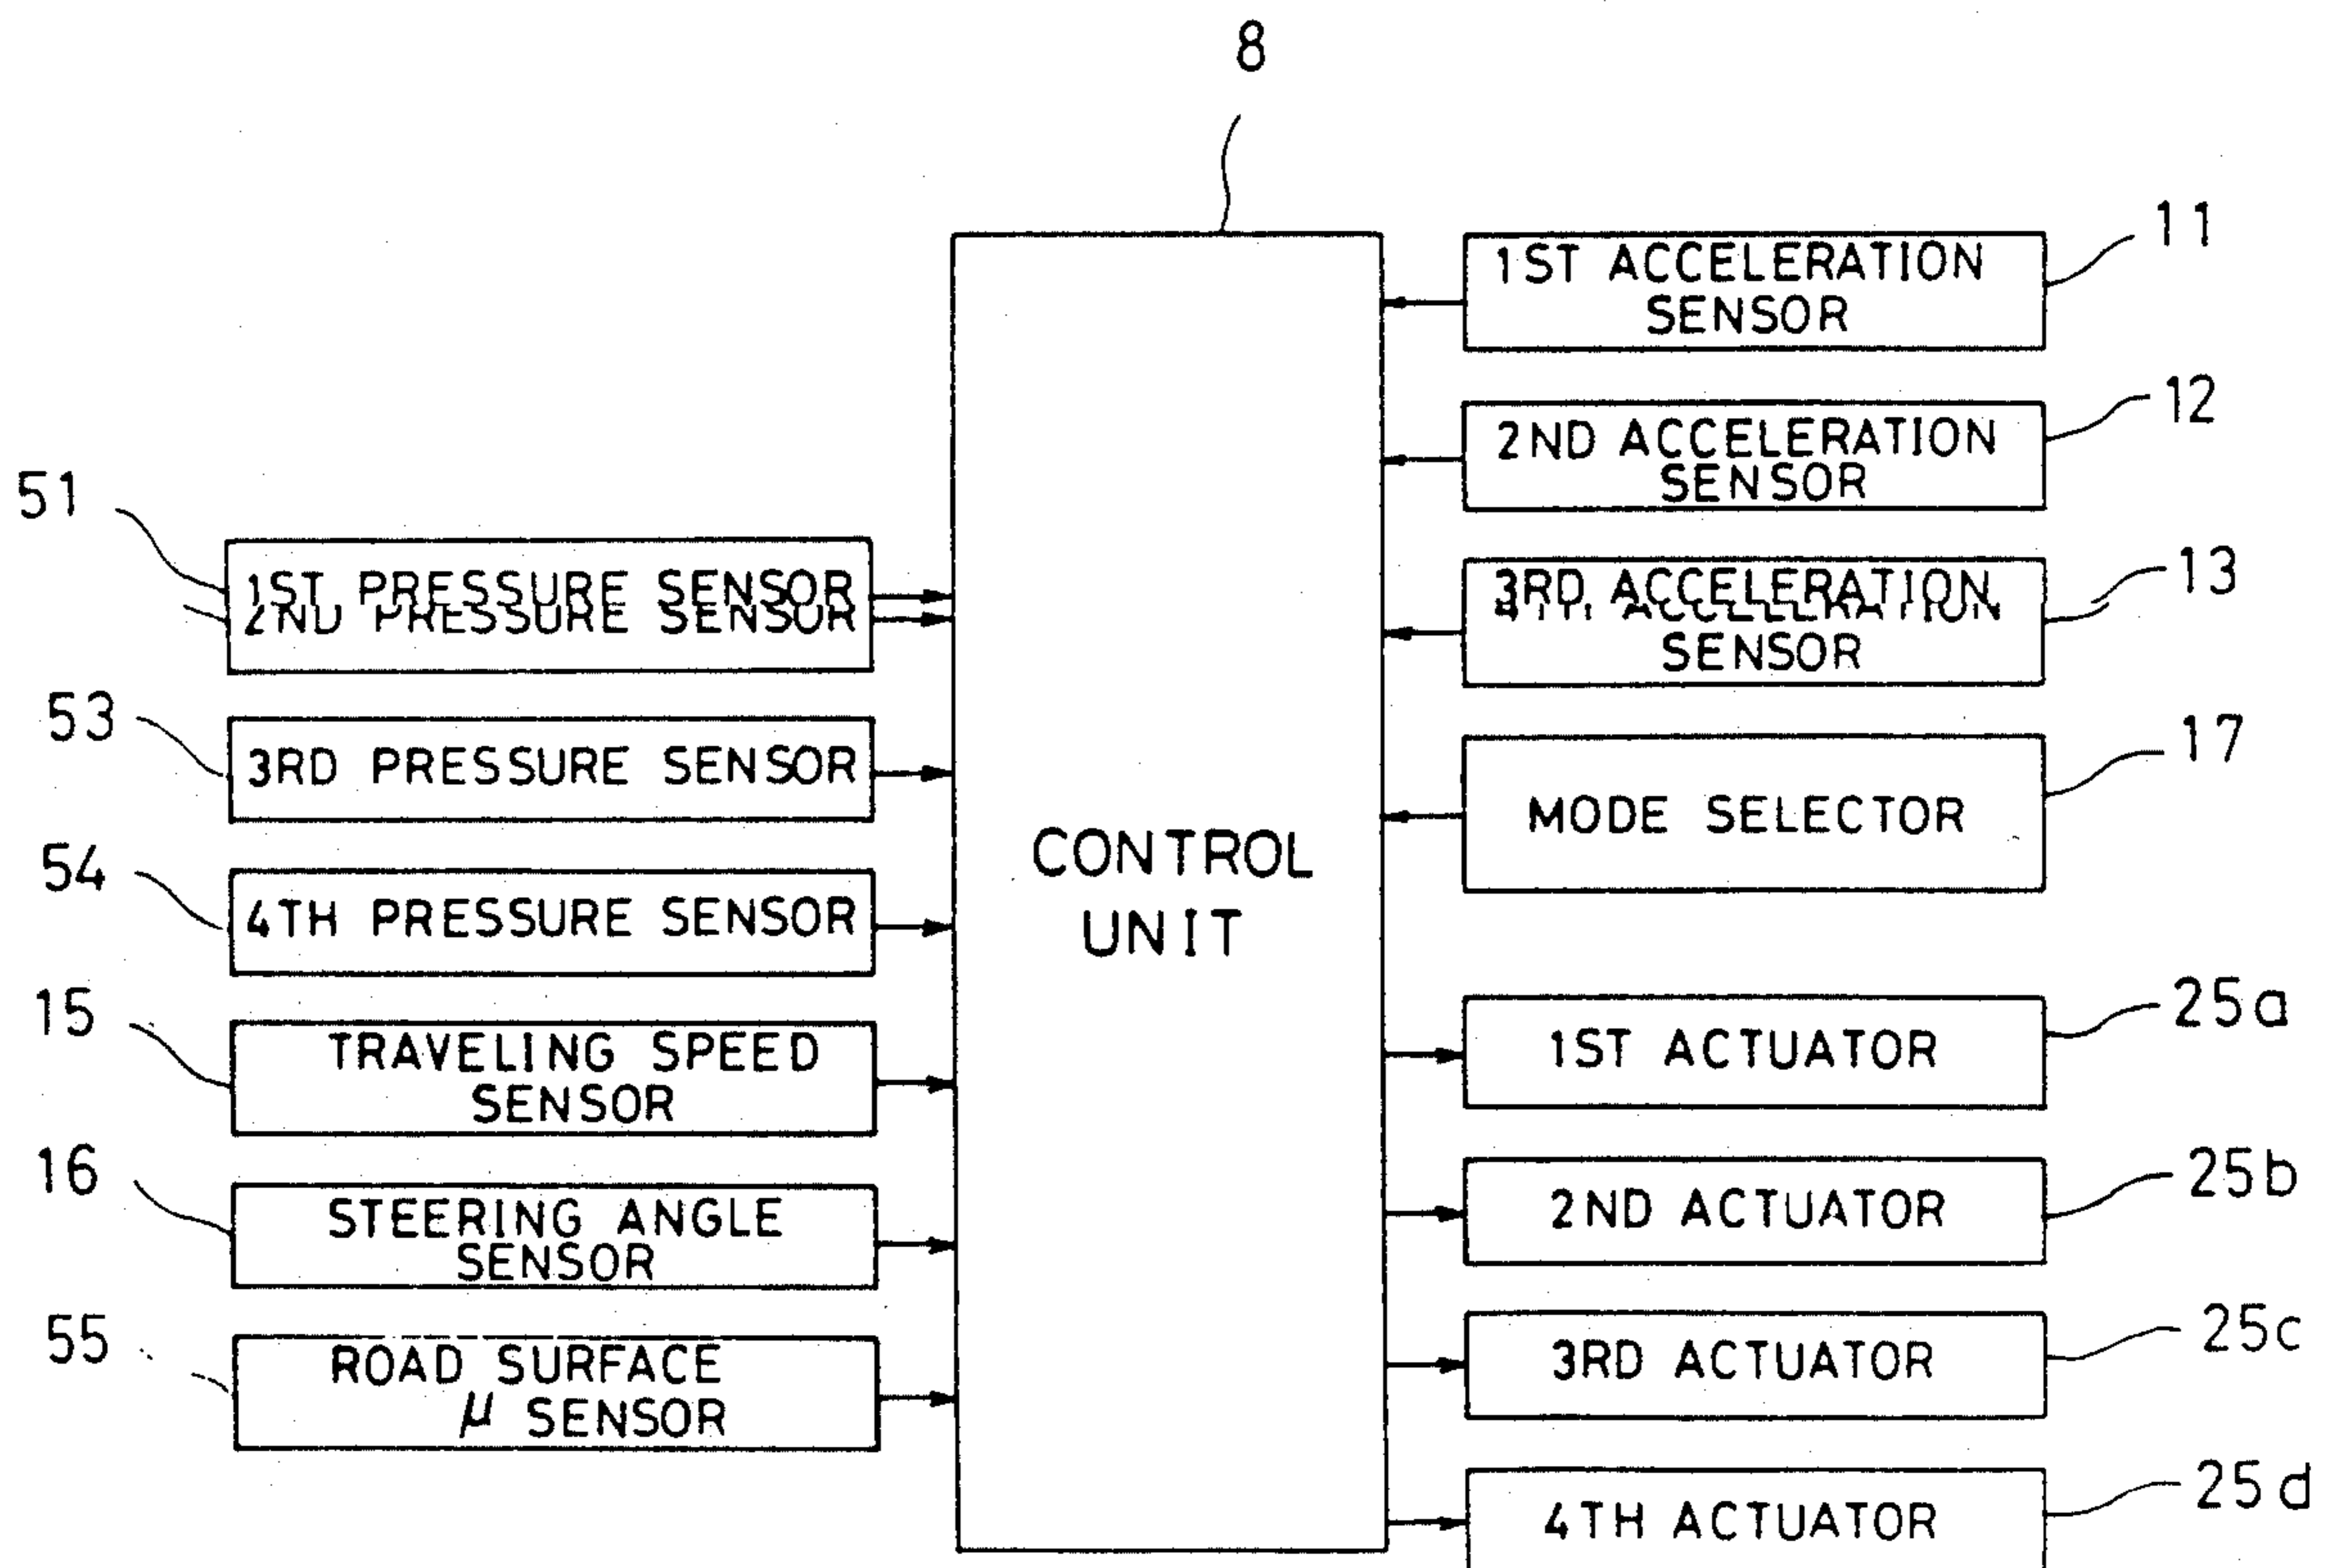 8
51
1ST PRESSURE SENSOR
2ND PRESSURE SENSOR
53
3RD PRESSURE SENSOR
54
4TH PRESSURE SENSOR
15
TRAVELING SPEED
SENSOR
16
STEERING ANGLE
SENSOR
55
ROAD SURFACE
μ SENSOR
CONTROL
UNIT
1ST ACCELERATION
SENSOR
11
2ND ACCELERATION
SENSOR
12
3RD ACCELERATION
SENSOR
13
MODE SELECTOR
17
1ST ACTUATOR
25a
2ND ACTUATOR
25b
3RD ACTUATOR
25c
4TH ACTUATOR
25d